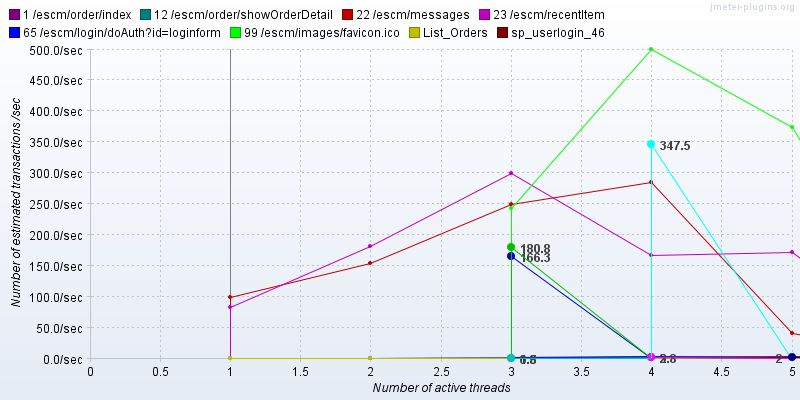 jmeter-plugins.org
1 /escm/order/index 12 /escm/order/showOrderDetail 22 /escm/messages 23 /escm/recentItem
65 /escm/login/doAuth?id=loginform 99 /escm/images/favicon.ico List_Orders sp_userlogin_46
500.0/sec
450.0/sec
400.0/sec
350.0/sec
347.5
300.0/sec
250.0/sec
180.8
200.0/sec
166.3
150.0/sec
100.0/sec
50.0/sec
0.0/sec
2
0 0.5 1 1.5 2 2.5 3 3.5 4 4.5 5
Number of active threads
Number of estimated transactions /sec